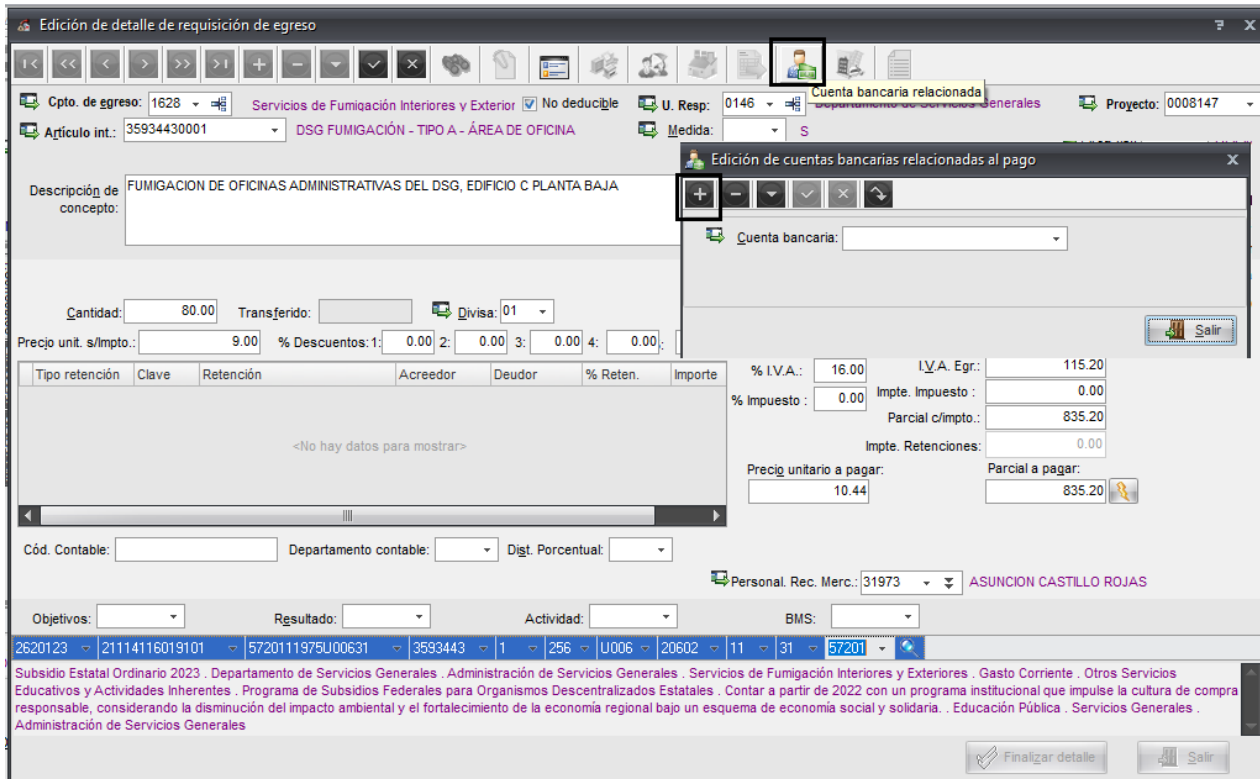 Edición de detalle de requisición de egreso
Cuenta bancaria relacionada
Cpto. de egreso: 1628 Servicios de Fumigación Interiores y Exterior No deducible U. Resp: 0146 Departamento de Servicios Generales Proyecto: 0008147
Artículo int.: 35934430001 DSG FUMIGACIÓN - TIPO A - ÁREA DE OFICINA Medida: S
Edición de cuentas bancarias relacionadas al pago
Descripción de concepto: FUMIGACION DE OFICINAS ADMINISTRATIVAS DEL DSG, EDIFICIO C PLANTA BAJA
Cuenta bancaria:
Salir
Cantidad: 80.00 Transferido: Divisa: 01
Precio unit. s/Impto.: 9.00 % Descuentos: 1: 0.00 2: 0.00 3: 0.00 4: 0.00
Tipo retención Clave Retención Acreedor Deudor % Reten. Importe
<No hay datos para mostrar>
% I.V.A.: 16.00 I.V.A. Egr.: 115.20
% Impuesto : 0.00 Impte. Impuesto : 0.00
Parcial c/impto.: 835.20
Impte. Retenciones: 0.00
Precio unitario a pagar: Parcial a pagar:
10.44 835.20
Cód. Contable: Departamento contable: Dist. Porcentual:
Personal. Rec. Merc.: 31973 ASUNCION CASTILLO ROJAS
Objetivos: Resultado: Actividad: BMS:
2620123 21114116019101 5720111975U00631 3593443 1 256 U006 20602 11 31 57201
Subsidio Estatal Ordinario 2023 . Departamento de Servicios Generales . Administración de Servicios Generales . Servicios de Fumigación Interiores y Exteriores . Gasto Corriente . Otros Servicios
Educativos y Actividades Inherentes . Programa de Subsidios Federales para Organismos Descentralizados Estatales . Contar a partir de 2022 con un programa institucional que impulse la cultura de compra
responsable, considerando la disminución del impacto ambiental y el fortalecimiento de la economía regional bajo un esquema de economía social y solidaria. . Educación Pública . Servicios Generales .
Administración de Servicios Generales
Finalizar detalle Salir